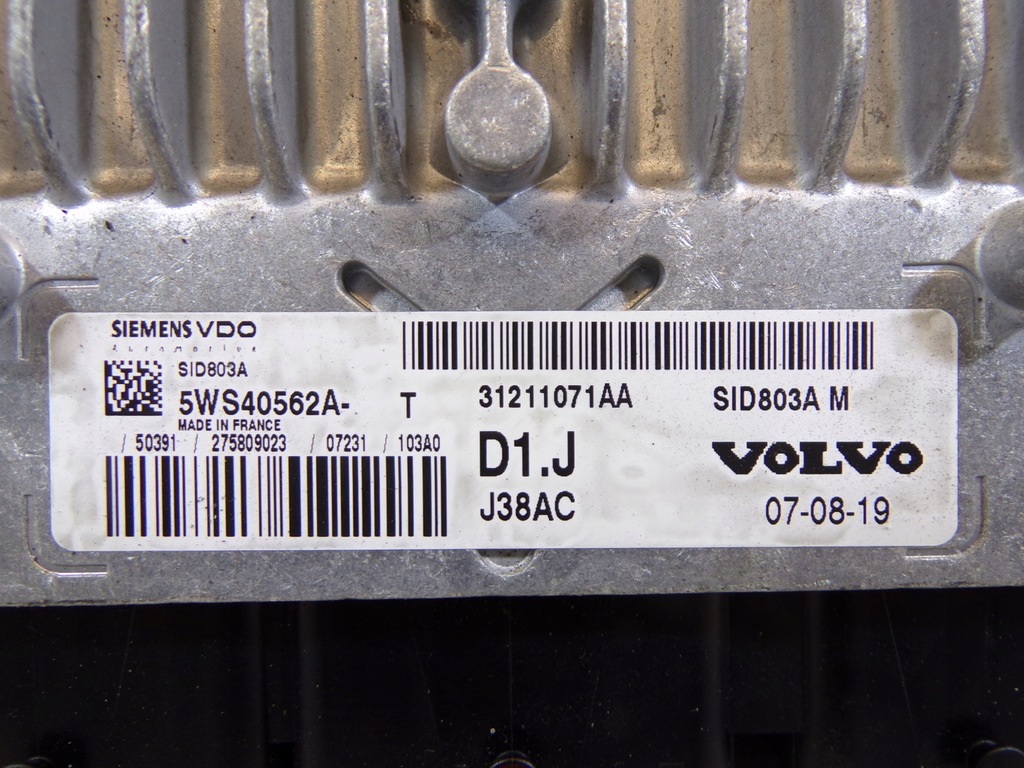 SIEMENS VDO
Automotive
SID803A
5WS40562A- T
MADE IN FRANCE
/ 50391 / 275809023 / 07231 / 103A0
31211071AA
SID803A M
D1.J
VOLVO
J38AC
07-08-19